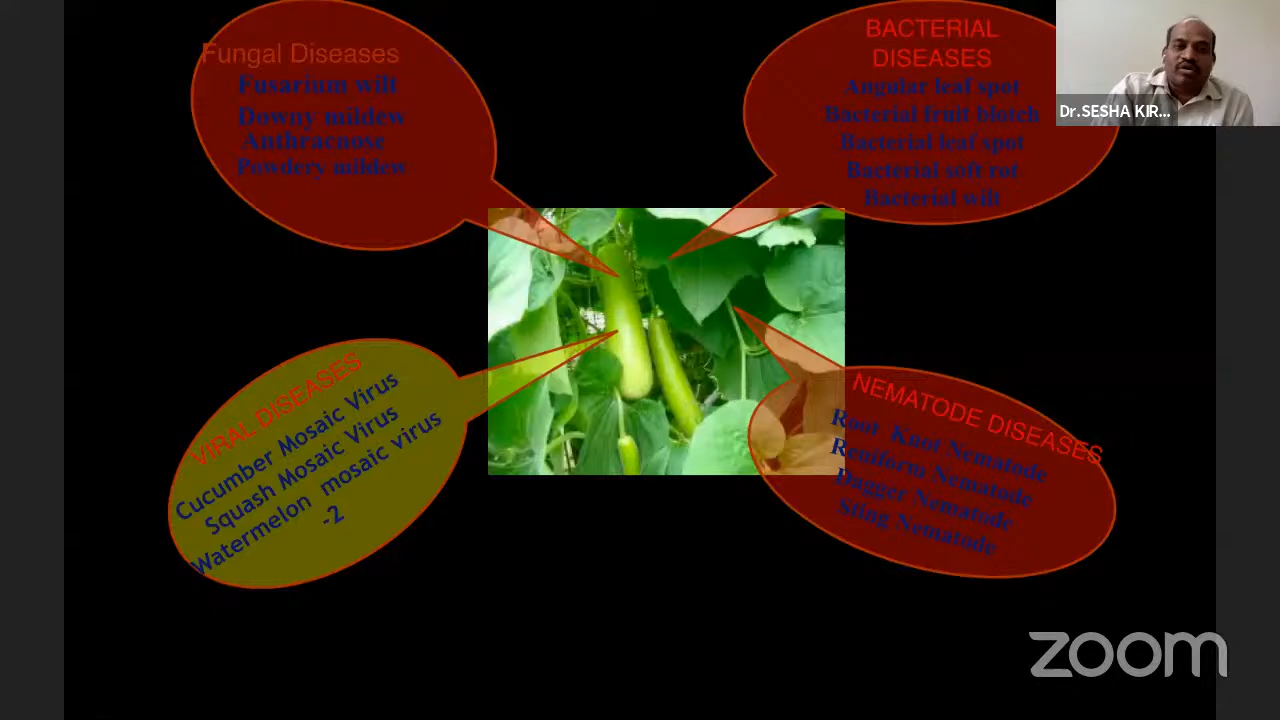 Fungal Diseases
Fusarium wilt
Downy mildew
Anthracnose
Powdery mildew
BACTERIAL
DISEASES
Angular leaf spot
Bacterial fruit blotch
Bacterial leaf spot
Bacterial soft rot
Bacterial wilt
Dr.SESHA KIR...
VIRAL DISEASES
Cucumber Mosaic Virus
Squash Mosaic Virus
Watermelon mosaic virus
-2
NEMATODE DISEASES
Root Knot Nematode
Reniform Nematode
Dagger Nematode
Sting Nematode
zoom